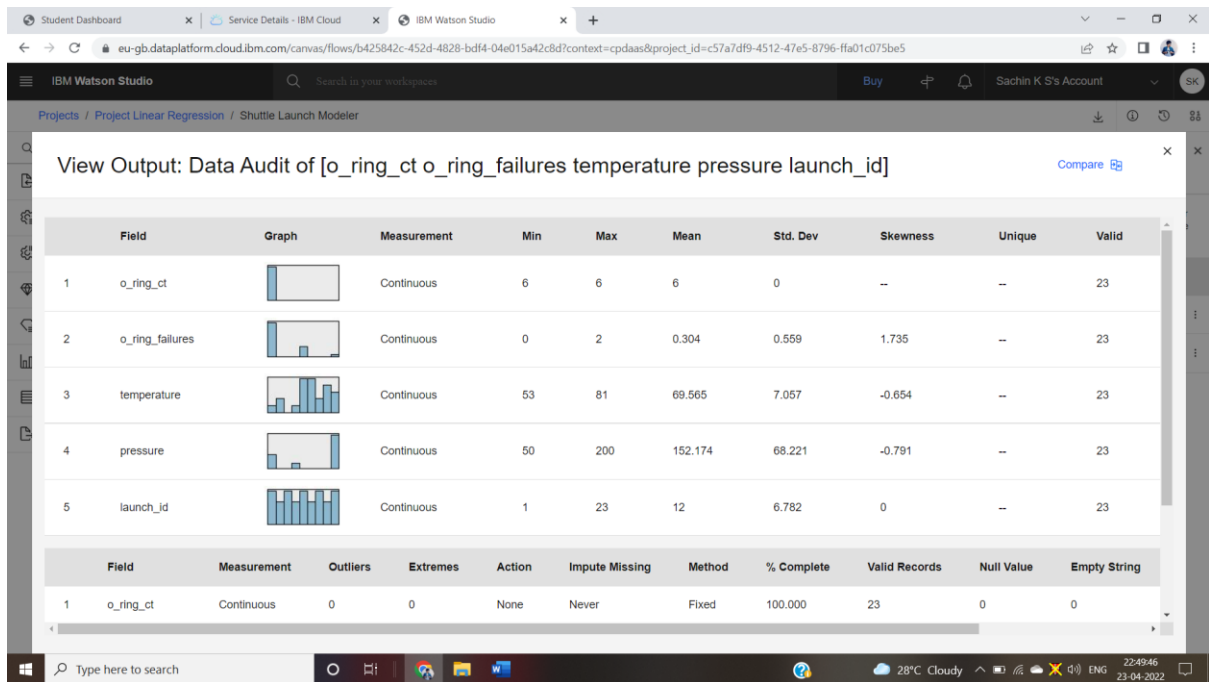 Student Dashboard
Service Details - IBM Cloud
IBM Watson Studio
eu-gb.dataplatform.cloud.ibm.com/canvas/flows/b425842c-452d-4828-bdf4-04e015a42c8d?context=cpdaas&project_id=c57a7df9-4512-47e5-8796-ffa01c075be5
IBM Watson Studio Search in your workspaces Buy Sachin K S's Account SK
Projects / Project Linear Regression / Shuttle Launch Modeler
View Output: Data Audit of [o_ring_ct o_ring_failures temperature pressure launch_id] Compare
Field Graph Measurement Min Max Mean Std. Dev Skewness Unique Valid
1 o_ring_ct Continuous 6 6 6 0 -- -- 23
2 o_ring_failures Continuous 0 2 0.304 0.559 1.735 -- 23
3 temperature Continuous 53 81 69.565 7.057 -0.654 -- 23
4 pressure Continuous 50 200 152.174 68.221 -0.791 -- 23
5 launch_id Continuous 1 23 12 6.782 0 -- 23
Field Measurement Outliers Extremes Action Impute Missing Method % Complete Valid Records Null Value Empty String
1 o_ring_ct Continuous 0 0 None Never Fixed 100.000 23 0 0
Type here to search 28°C Cloudy ENG 22:49:46
23-04-2022